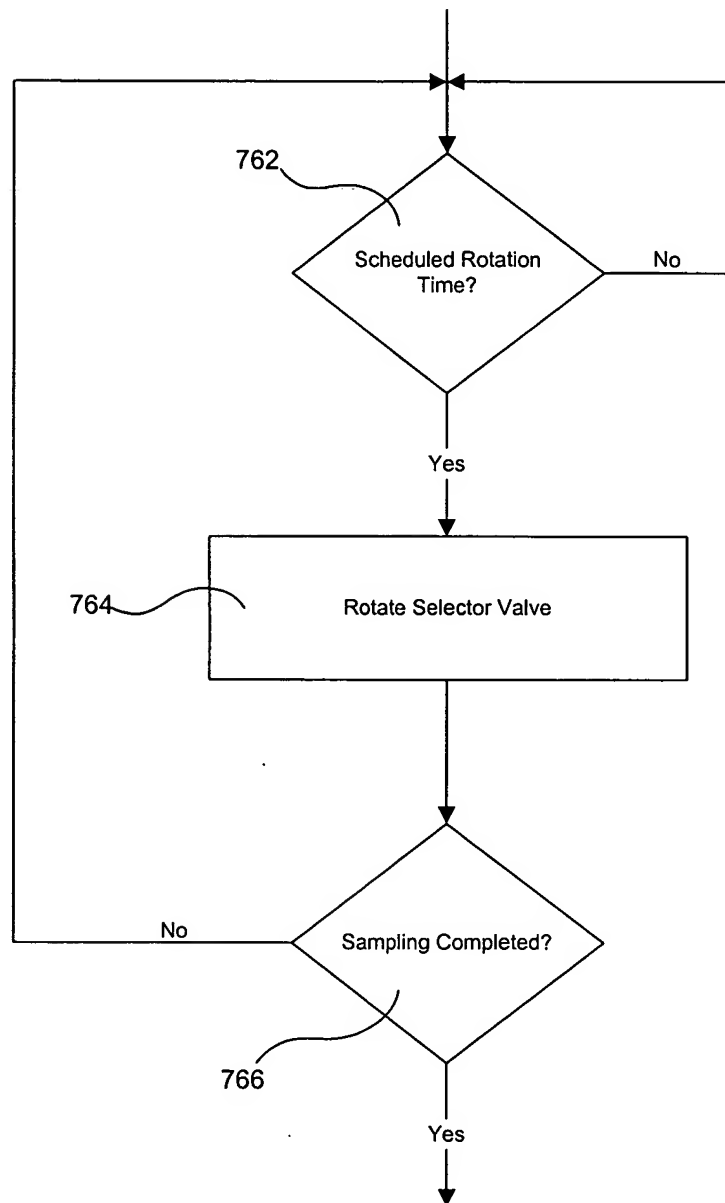 762
Scheduled Rotation
Time?
No
Yes
764
Rotate Selector Valve
No
Sampling Completed?
766
Yes